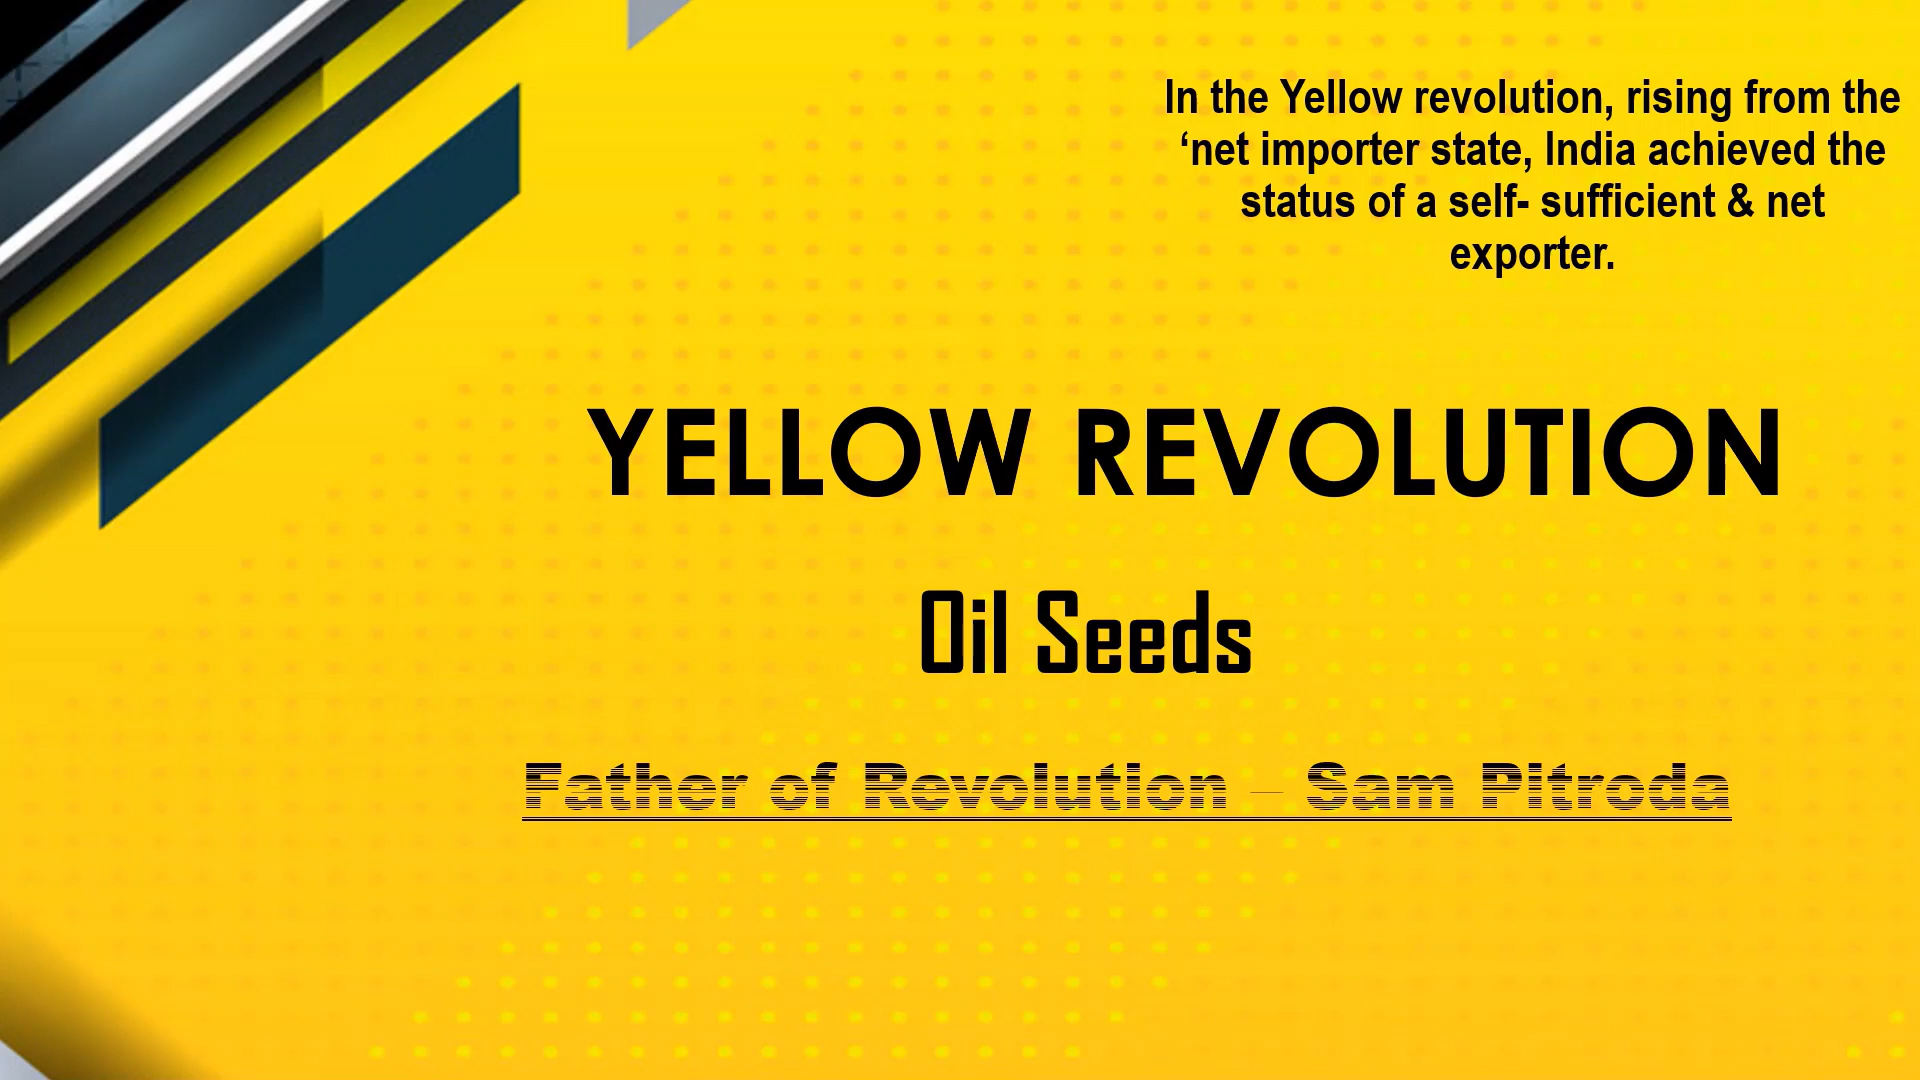 In the Yellow revolution, rising from the
‘net importer state, India achieved the
status of a self- sufficient & net
exporter.
YELLOW REVOLUTION
Oil Seeds
Father of Revolution – Sam Pitroda